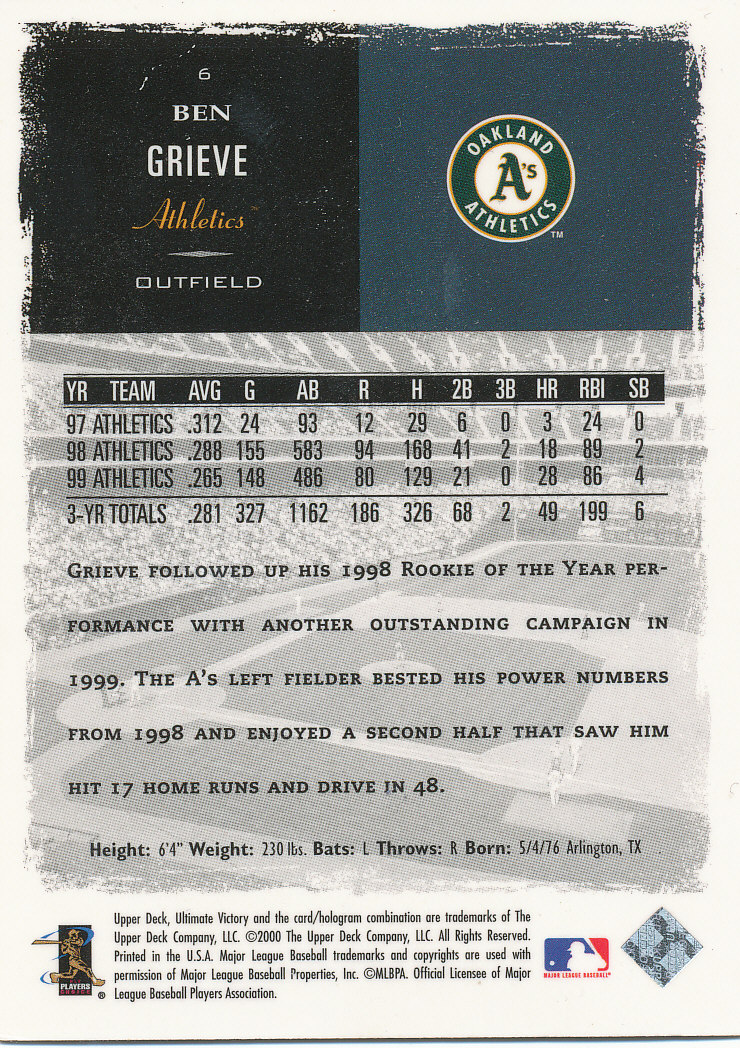 6
BEN
GRIEVE
Athletics™
OUTFIELD
OAKLAND
A's
ATHLETICS
TM
YR TEAM AVG G AB R H 2B 3B HR RBI SB
97 ATHLETICS .312 24 93 12 29 6 0 3 24 0
98 ATHLETICS .288 155 583 94 168 41 2 18 89 2
99 ATHLETICS .265 148 486 80 129 21 0 28 86 4
3-YR TOTALS .281 327 1162 186 326 68 2 49 199 6
GRIEVE FOLLOWED UP HIS 1998 ROOKIE OF THE YEAR PER-
FORMANCE WITH ANOTHER OUTSTANDING CAMPAIGN IN
1999. THE A'S LEFT FIELDER BESTED HIS POWER NUMBERS
FROM 1998 AND ENJOYED A SECOND HALF THAT SAW HIM
HIT 17 HOME RUNS AND DRIVE IN 48.
Height: 6'4" Weight: 230 lbs. Bats: L Throws: R Born: 5/4/76 Arlington, TX
Upper Deck, Ultimate Victory and the card/hologram combination are trademarks of The
Upper Deck Company, LLC. ©2000 The Upper Deck Company, LLC. All Rights Reserved.
Printed in the U.S.A. Major League Baseball trademarks and copyrights are used with
permission of Major League Baseball Properties, Inc. ©MLBPA. Official Licensee of Major
League Baseball Players Association.
PLAYERS
CHOICE
®
MAJOR LEAGUE BASEBALL